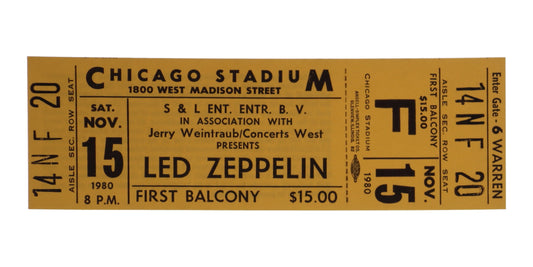 14 N F 20
AISLE SEC. ROW SEAT
CHICAGO STADIUM
1800 WEST MADISON STREET
SAT.
NOV.
15
1980
8 P.M.
S & L ENT. ENTR. B. V.
IN ASSOCIATION WITH
Jerry Weintraub/Concerts West
PRESENTS
LED ZEPPELIN
FIRST BALCONY $15.00
CHICAGO STADIUM
1980
F
15
NOV.
FIRST BALCONY
$15.00
AISLE SEC. ROW SEAT
14 N F 20
Enter Gate - 6 WARREN